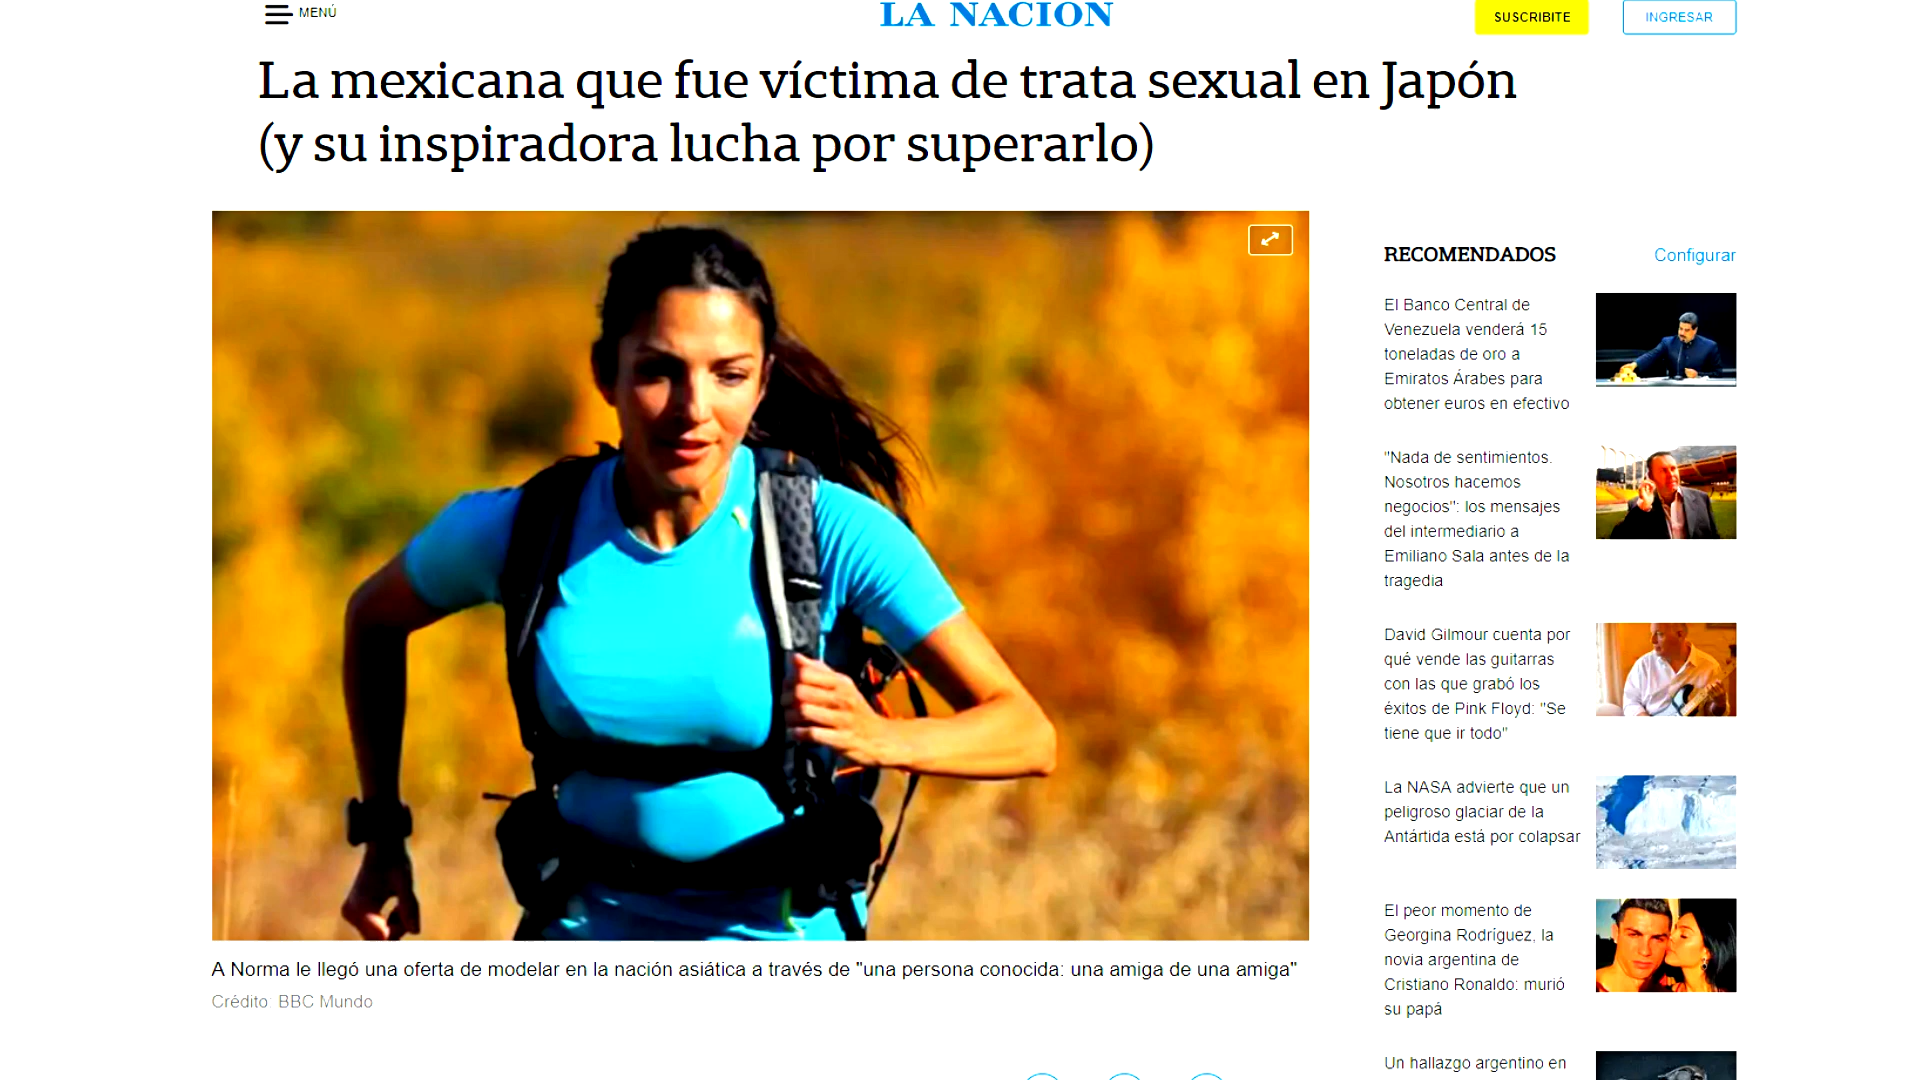 MENÚ
LA NACION
SUSCRIBITE
INGRESAR
La mexicana que fue víctima de trata sexual en Japón
(y su inspiradora lucha por superarlo)
A Norma le llegó una oferta de modelar en la nación asiática a través de "una persona conocida: una amiga de una amiga"
Crédito: BBC Mundo
RECOMENDADOS
Configurar
El Banco Central de
Venezuela venderá 15
toneladas de oro a
Emiratos Árabes para
obtener euros en efectivo
"Nada de sentimientos.
Nosotros hacemos
negocios": los mensajes
del intermediario a
Emiliano Sala antes de la
tragedia
David Gilmour cuenta por
qué vende las guitarras
con las que grabó los
éxitos de Pink Floyd: "Se
tiene que ir todo"
La NASA advierte que un
peligroso glaciar de la
Antártida está por colapsar
El peor momento de
Georgina Rodríguez, la
novia argentina de
Cristiano Ronaldo: murió
su papá
Un hallazgo argentino en